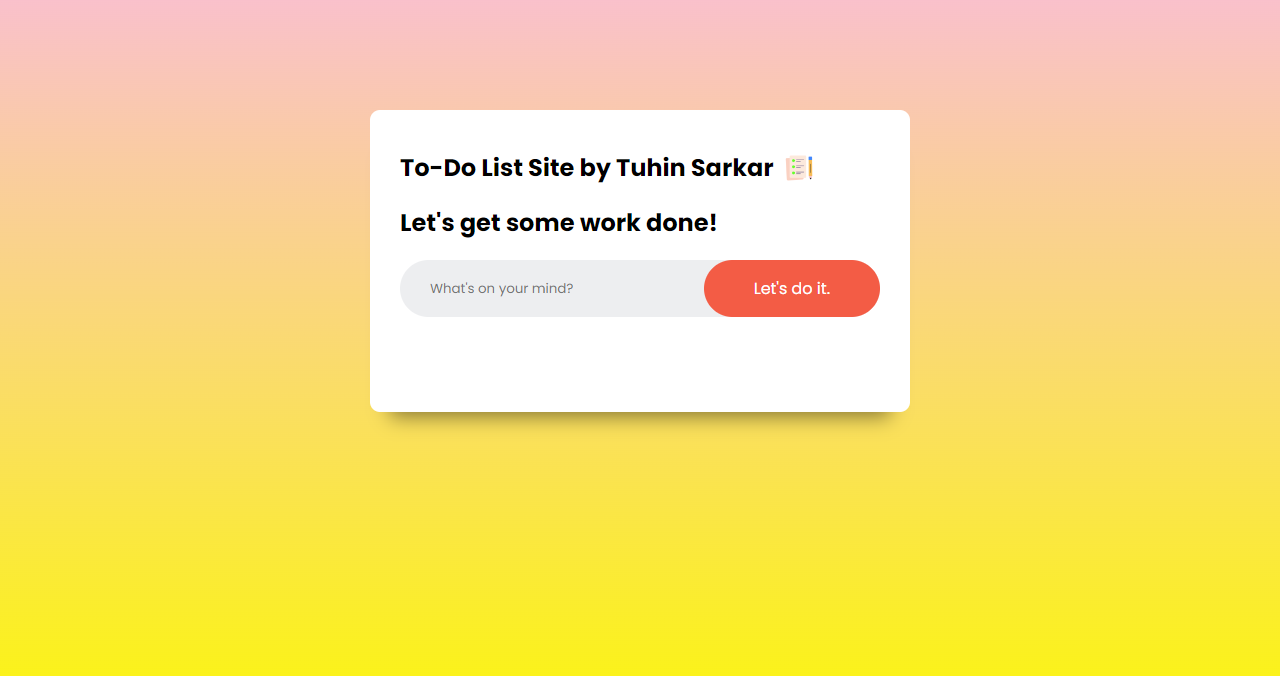 To-Do List Site by Tuhin Sarkar
Let's get some work done!
What's on your mind?
Let's do it.